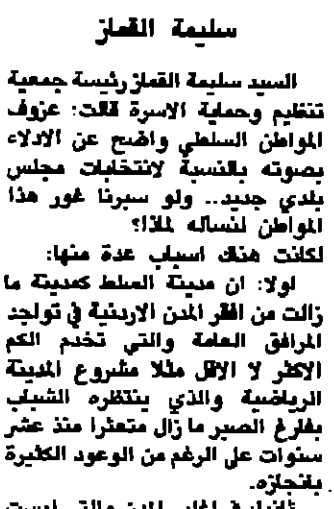 سليمة القماز
السيد سليمة القماز رئيسة جمعية
تنظيم وحماية الاسرة قالت: عزوف
المواطن السلطي واضح عن الادلاء
بصوته بالنسبة لانتخابات مجلس
بلدي جديد.. ولو سبرنا غور هذا
المواطن لنساله لماذا؟
لكانت هناك اسباب عدة منها:
اولا: ان مدينة السلط كمدينة ما
زالت من افقر المدن الاردنية في تواجد
المرافق العامة والتي تخدم الكم
الاكثر لا الاقل مثلا مشروع المدينة
الرياضية والذي ينتظره الشباب
بفارغ الصبر ما زال متعثرا منذ عشر
سنوات على الرغم من الوعود الكثيرة
بانجازه.